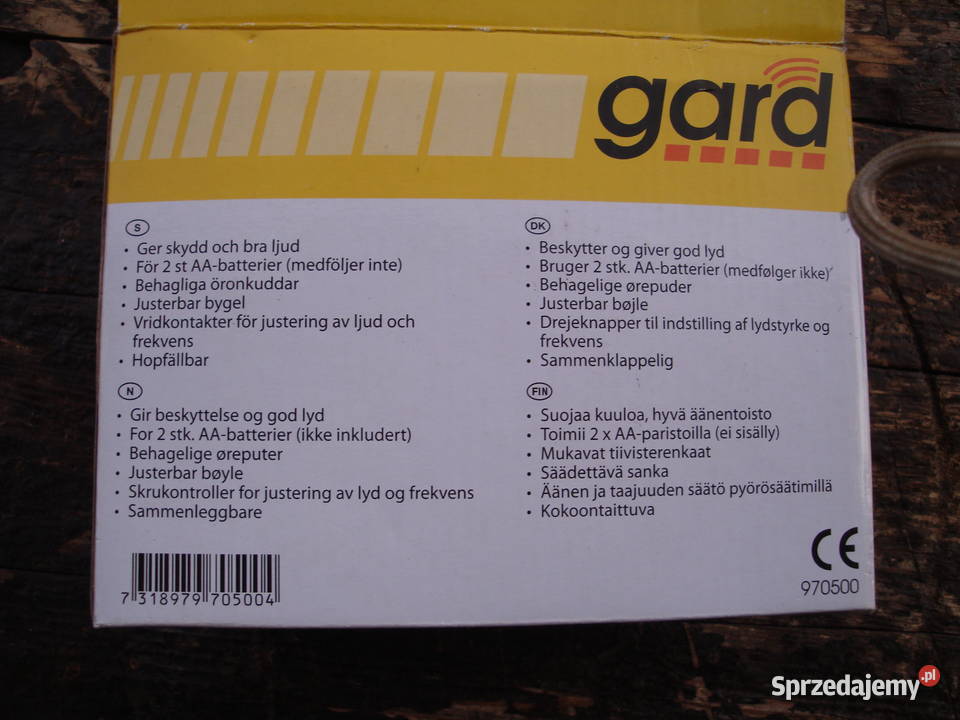 gard
S
• Ger skydd och bra ljud
• För 2 st AA-batterier (medföljer inte)
• Behagliga öronkuddar
• Justerbar bygel
• Vridkontakter för justering av ljud och
frekvens
• Hopfällbar
N
• Gir beskyttelse og god lyd
• For 2 stk. AA-batterier (ikke inkludert)
• Behagelige øreputer
• Justerbar bøyle
• Skrukontroller for justering av lyd og frekvens
• Sammenleggbare
DK
• Beskytter og giver god lyd
• Bruger 2 stk. AA-batterier (medfølger ikke)
• Behagelige ørepuder
• Justerbar bøjle
• Drejeknapper til indstilling af lydstyrke og
frekvens
• Sammenklappelig
FIN
• Suojaa kuuloa, hyvä äänentoisto
• Toimii 2 x AA-paristoilla (ei sisälly)
• Mukavat tiivisterenkaat
• Säädettävä sanka
• Äänen ja taajuuden säätö pyörösäätimillä
• Kokoontaittuva
7 318979 705004
CE
970500
Sprzedajemy.pl